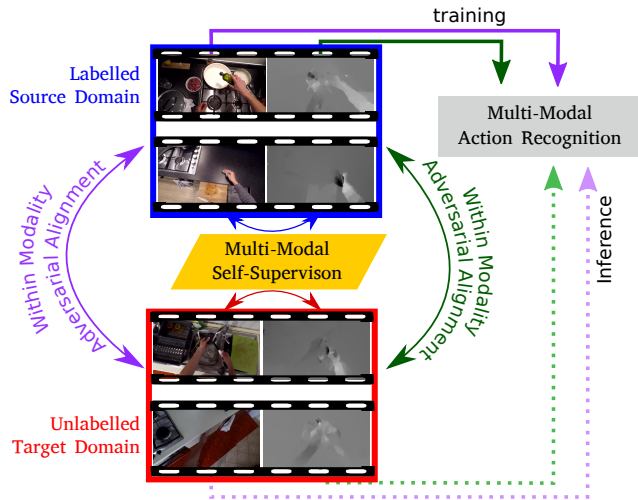 training
Labelled
Source Domain
Multi-Modal
Action Recognition
Within Modality
Adversarial Alignment
Within Modality
Adversarial Alignment
Multi-Modal
Self-Supervison
Inference
Unlabelled
Target Domain